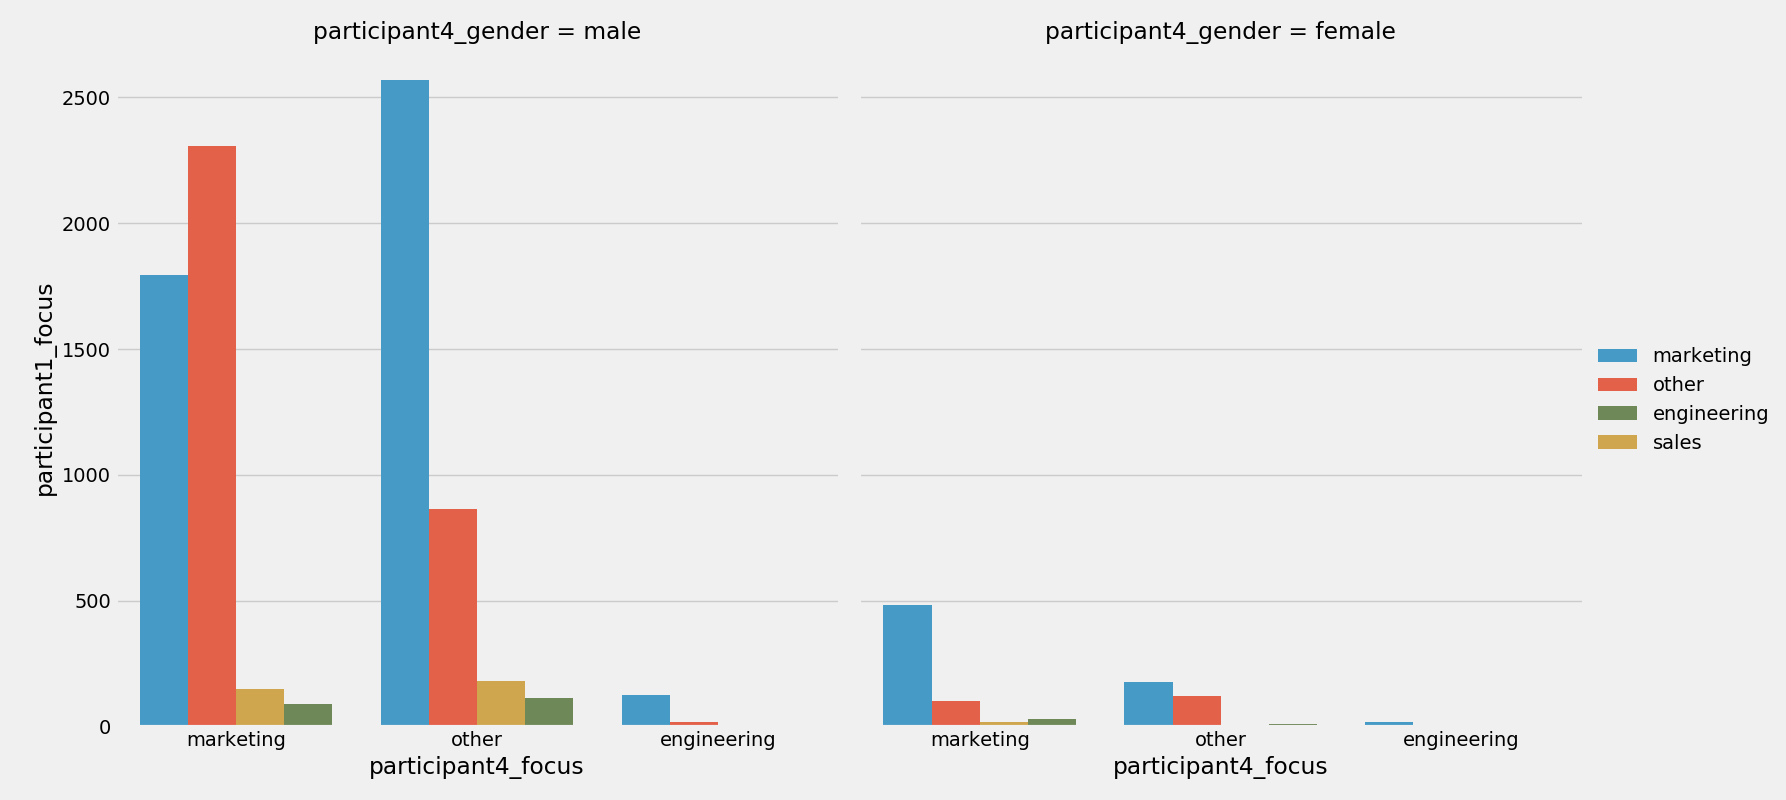 participant4_gender = male
participant4_gender = female
participant1_focus
2500
2000
1500
1000
500
0
marketing
other
engineering
participant4_focus
marketing
other
engineering
participant4_focus
marketing
other
engineering
sales